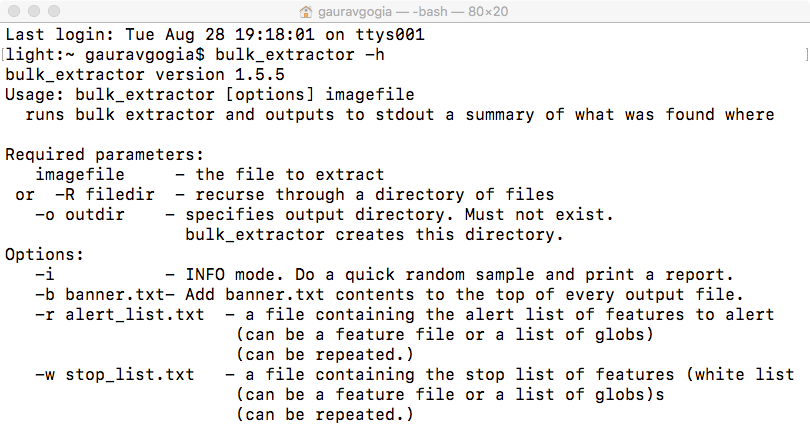 gauravgogia — -bash — 80×20
Last login: Tue Aug 28 19:18:01 on ttys001
[light:~ gauravgogia$ bulk_extractor -h ]
bulk_extractor version 1.5.5
Usage: bulk_extractor [options] imagefile
  runs bulk extractor and outputs to stdout a summary of what was found where

Required parameters:
   imagefile     - the file to extract
 or  -R filedir  - recurse through a directory of files
   -o outdir    - specifies output directory. Must not exist.
                  bulk_extractor creates this directory.
Options:
   -i           - INFO mode. Do a quick random sample and print a report.
   -b banner.txt- Add banner.txt contents to the top of every output file.
   -r alert_list.txt  - a file containing the alert list of features to alert
                       (can be a feature file or a list of globs)
                       (can be repeated.)
   -w stop_list.txt   - a file containing the stop list of features (white list
                       (can be a feature file or a list of globs)s
                       (can be repeated.)